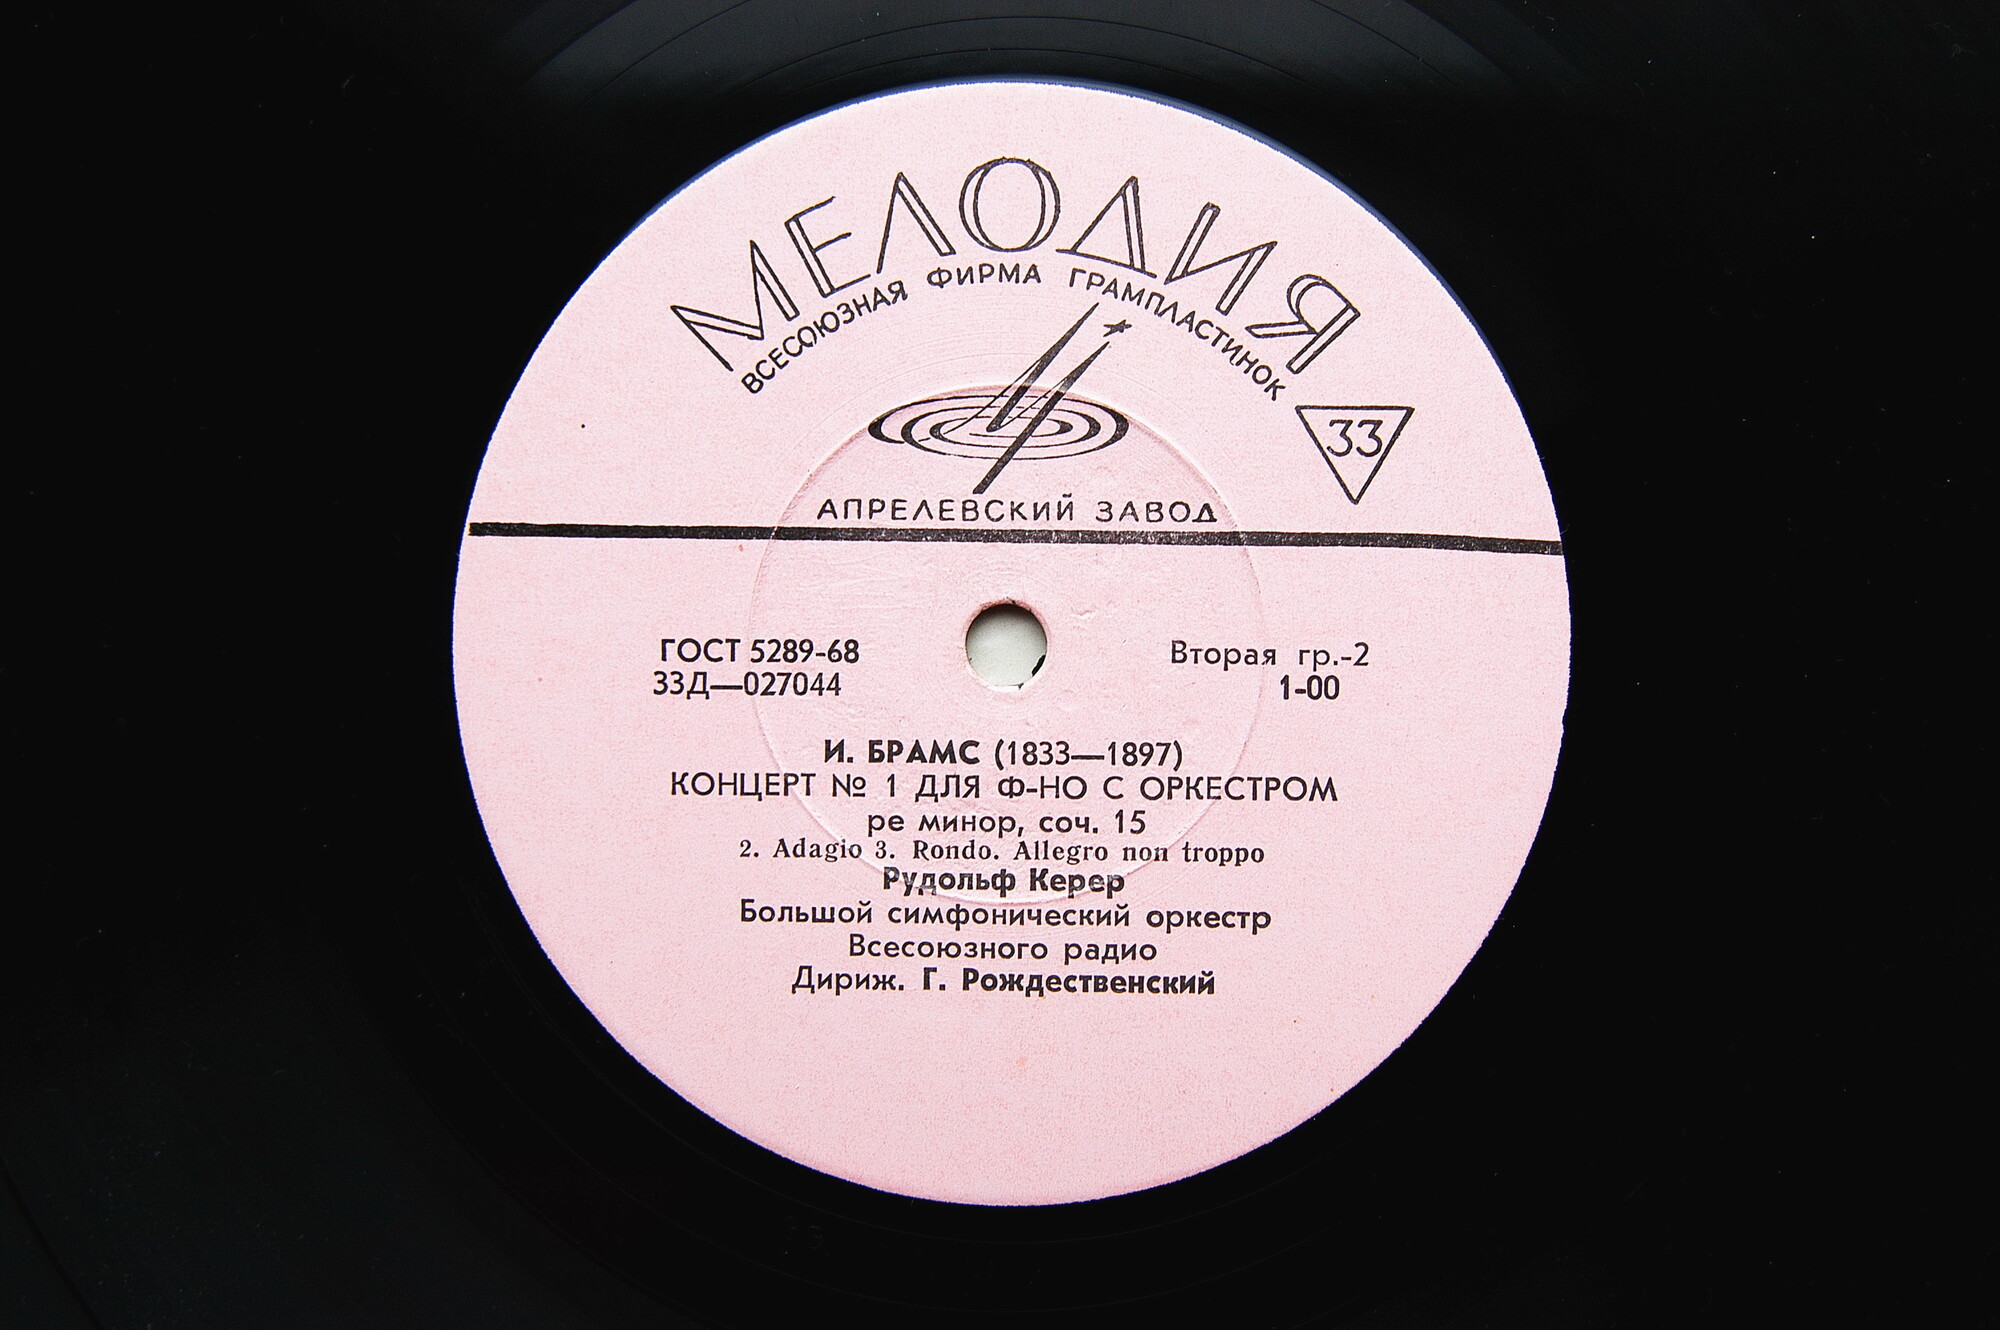 МЕЛОДИЯ
ВСЕСОЮЗНАЯ ФИРМА ГРАМПЛАСТИНОК
33
АПРЕЛЕВСКИЙ ЗАВОД
ГОСТ 5289-68
33Д—027044
Вторая гр.-2
1-00
И. БРАМС (1833—1897)
КОНЦЕРТ № 1 ДЛЯ Ф-НО С ОРКЕСТРОМ
ре минор, соч. 15
2. Adagio 3. Rondo. Allegro non troppo
Рудольф Керер
Большой симфонический оркестр
Всесоюзного радио
Дириж. Г. Рождественский